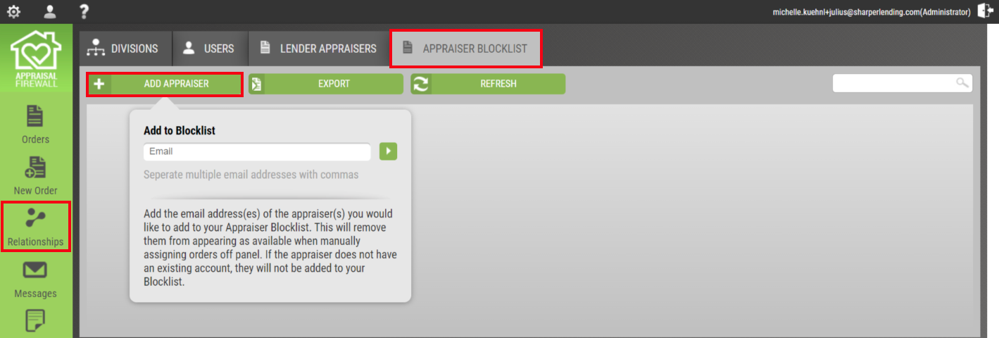 michelle.kuehnl+julius@sharperlending.com(Administrator)
APPRAISAL
FIREWALL
DIVISIONS
USERS
LENDER APPRAISERS
APPRAISER BLOCKLIST
ADD APPRAISER
EXPORT
REFRESH
Orders
New Order
Relationships
Messages
Add to Blocklist
Email
Seperate multiple email addresses with commas
Add the email address(es) of the appraiser(s) you would
like to add to your Appraiser Blocklist. This will remove
them from appearing as available when manually
assigning orders off panel. If the appraiser does not have
an existing account, they will not be added to your
Blocklist.